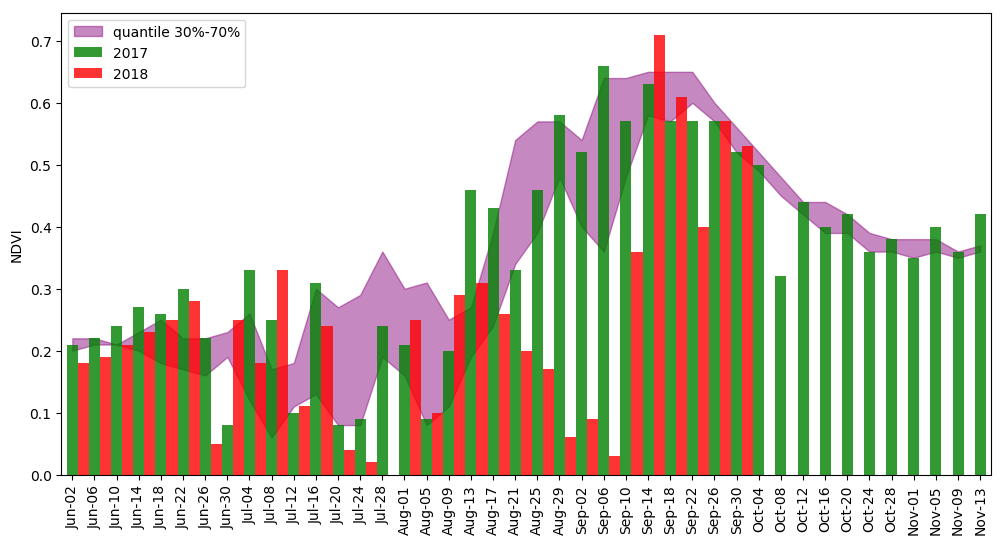 quantile 30%-70%
2017
2018
NDVI
0.7
0.6
0.5
0.4
0.3
0.2
0.1
0.0
Jun-02
Jun-06
Jun-10
Jun-14
Jun-18
Jun-22
Jun-26
Jun-30
Jul-04
Jul-08
Jul-12
Jul-16
Jul-20
Jul-24
Jul-28
Aug-01
Aug-05
Aug-09
Aug-13
Aug-17
Aug-21
Aug-25
Aug-29
Sep-02
Sep-06
Sep-10
Sep-14
Sep-18
Sep-22
Sep-26
Sep-30
Oct-04
Oct-08
Oct-12
Oct-16
Oct-20
Oct-24
Oct-28
Nov-01
Nov-05
Nov-09
Nov-13